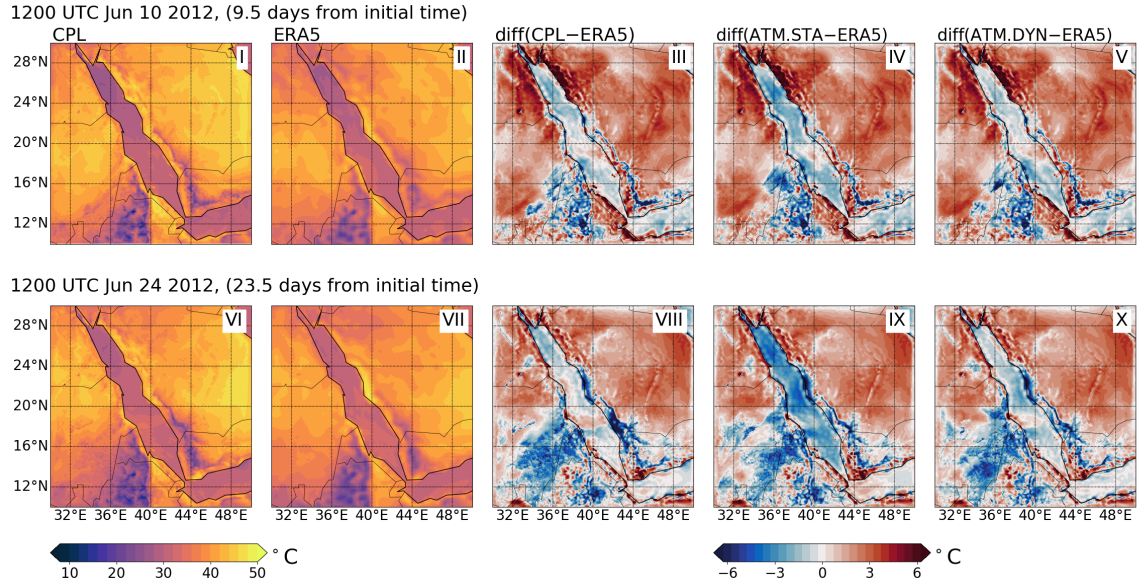 1200 UTC Jun 10 2012, (9.5 days from initial time)
CPL ERA5 diff(CPL−ERA5) diff(ATM.STA−ERA5) diff(ATM.DYN−ERA5)
I II III IV V
28°N
24°N
20°N
16°N
12°N
1200 UTC Jun 24 2012, (23.5 days from initial time)
VI VII VIII IX X
28°N
24°N
20°N
16°N
12°N
32°E 36°E 40°E 44°E 48°E 32°E 36°E 40°E 44°E 48°E 32°E 36°E 40°E 44°E 48°E 32°E 36°E 40°E 44°E 48°E 32°E 36°E 40°E 44°E 48°E
° C ° C
10 20 30 40 50 −6 −3 0 3 6